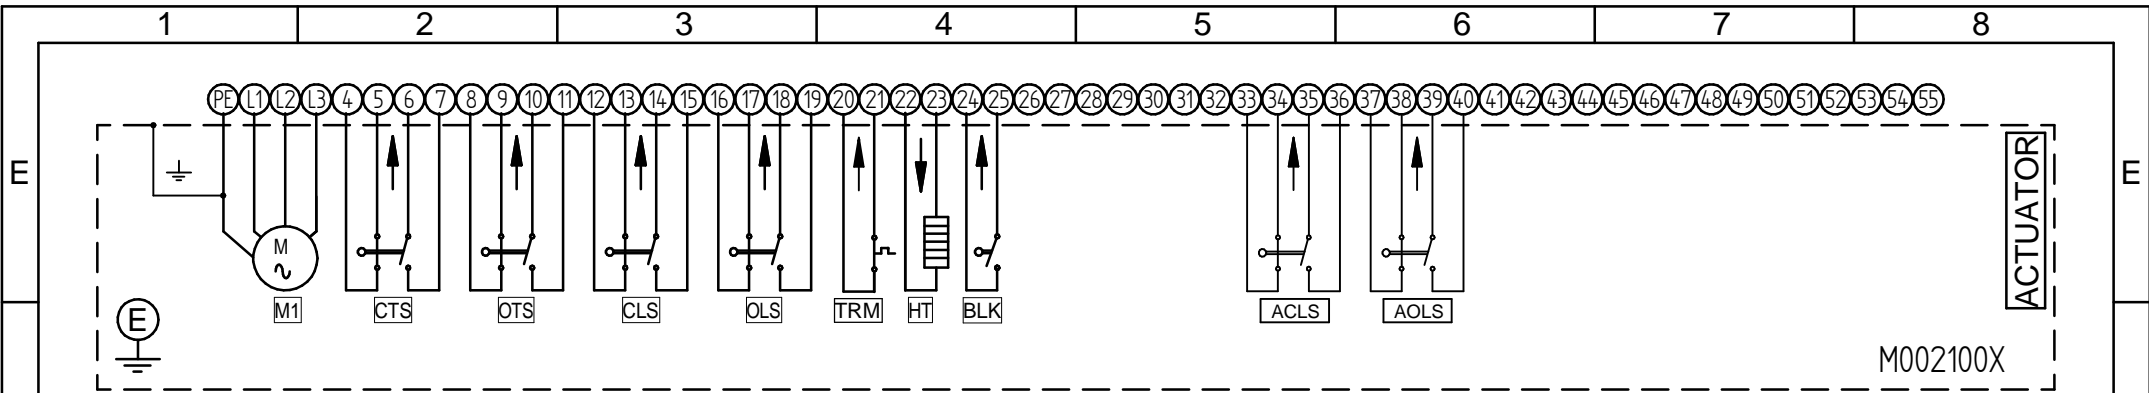 1 2 3 4 5 6 7 8
PE L1 L2 L3 4 5 6 7 8 9 10 11 12 13 14 15 16 17 18 19 20 21 22 23 24 25 26 27 28 29 30 31 32 33 34 35 36 37 38 39 40 41 42 43 44 45 46 47 48 49 50 51 52 53 54 55
E E
ACTUATOR
M
M1 CTS OTS CLS OLS TRM HT BLK ACLS AOLS
E
M002100X